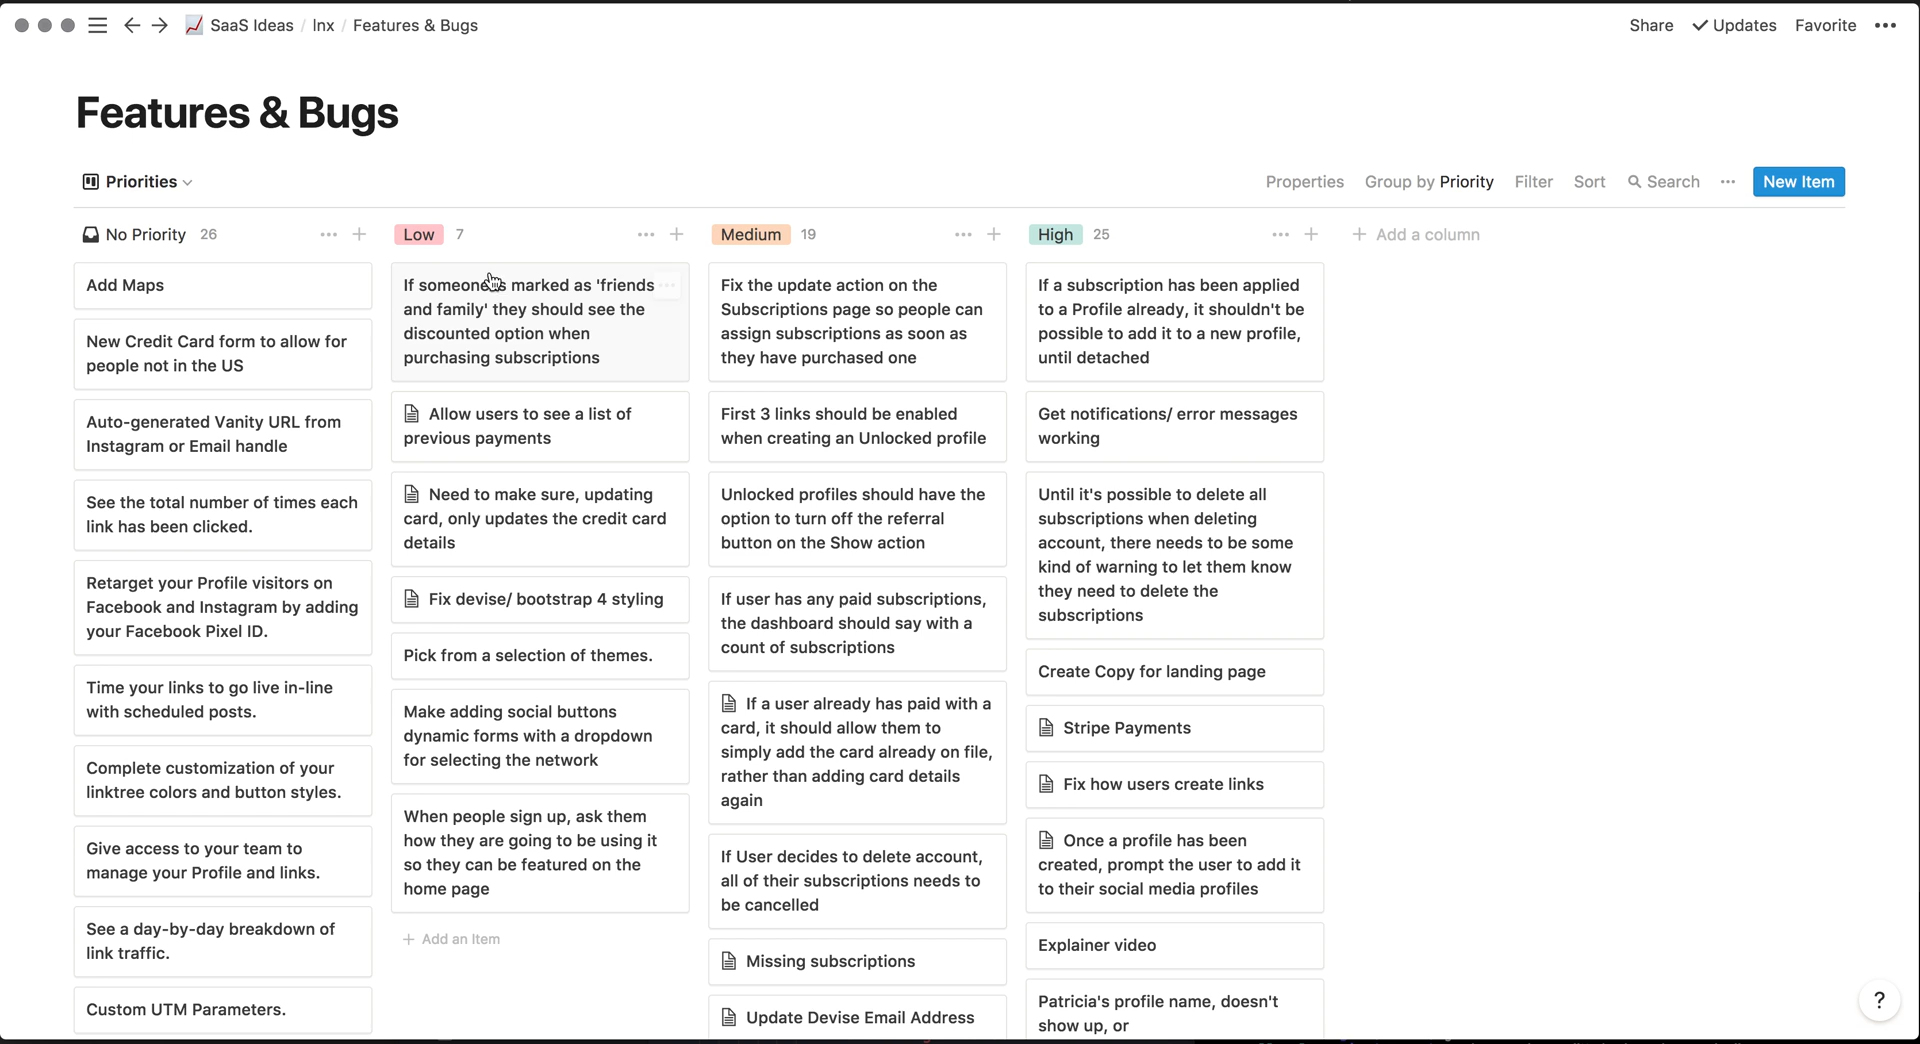 SaaS Ideas / lnx / Features & Bugs
Share Updates Favorite
Features & Bugs
Priorities
Properties Group by Priority Filter Sort Search New Item
No Priority 26
Add Maps
New Credit Card form to allow for
people not in the US
Auto-generated Vanity URL from
Instagram or Email handle
See the total number of times each
link has been clicked.
Retarget your Profile visitors on
Facebook and Instagram by adding
your Facebook Pixel ID.
Time your links to go live in-line
with scheduled posts.
Complete customization of your
linktree colors and button styles.
Give access to your team to
manage your Profile and links.
See a day-by-day breakdown of
link traffic.
Custom UTM Parameters.
Low 7
If someone is marked as 'friends
and family' they should see the
discounted option when
purchasing subscriptions
Allow users to see a list of
previous payments
Need to make sure, updating
card, only updates the credit card
details
Fix devise/ bootstrap 4 styling
Pick from a selection of themes.
Make adding social buttons
dynamic forms with a dropdown
for selecting the network
When people sign up, ask them
how they are going to be using it
so they can be featured on the
home page
+ Add an Item
Medium 19
Fix the update action on the
Subscriptions page so people can
assign subscriptions as soon as
they have purchased one
First 3 links should be enabled
when creating an Unlocked profile
Unlocked profiles should have the
option to turn off the referral
button on the Show action
If user has any paid subscriptions,
the dashboard should say with a
count of subscriptions
If a user already has paid with a
card, it should allow them to
simply add the card already on file,
rather than adding card details
again
If User decides to delete account,
all of their subscriptions needs to
be cancelled
Missing subscriptions
Update Devise Email Address
High 25
If a subscription has been applied
to a Profile already, it shouldn't be
possible to add it to a new profile,
until detached
Get notifications/ error messages
working
Until it's possible to delete all
subscriptions when deleting
account, there needs to be some
kind of warning to let them know
they need to delete the
subscriptions
Create Copy for landing page
Stripe Payments
Fix how users create links
Once a profile has been
created, prompt the user to add it
to their social media profiles
Explainer video
Patricia's profile name, doesn't
show up, or
+ Add a column
?